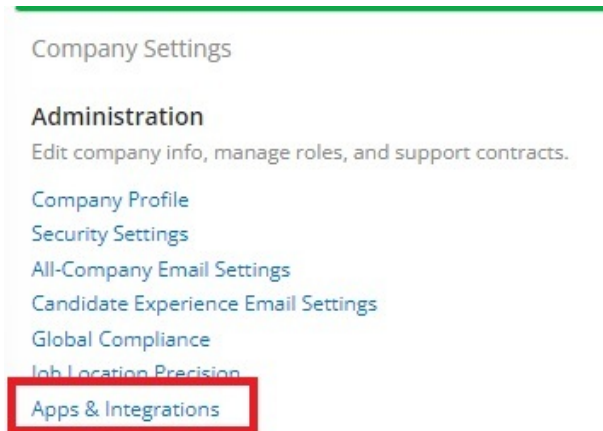 Company Settings
Administration
Edit company info, manage roles, and support contracts.
Company Profile
Security Settings
All-Company Email Settings
Candidate Experience Email Settings
Global Compliance
Job Location Precision
Apps & Integrations